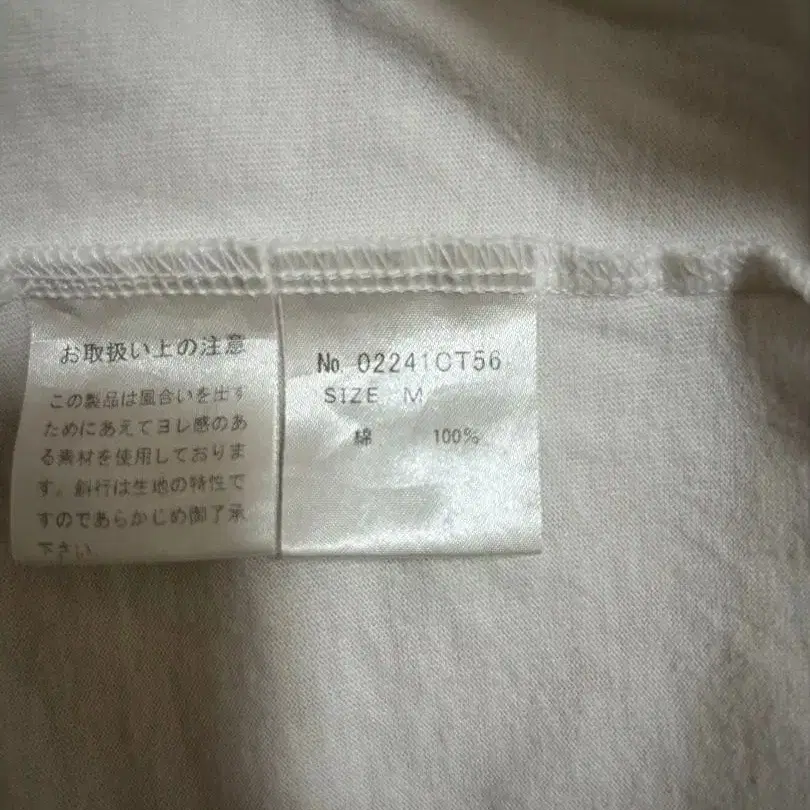 お取扱い上の注意
この製品は風合いを出す
ためにあえてヨレ感のあ
る素材を使用しておりま
す。斜行は生地の特性で
すのであらかじめ御了承
下さい
No 02241CT56
SIZE M
綿 100%